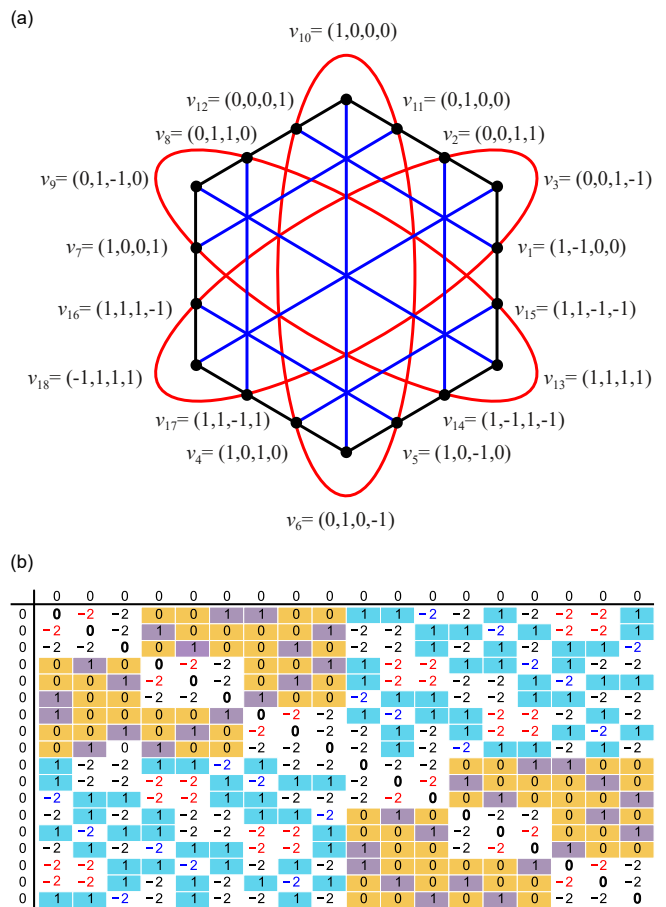 (a)
v10= (1,0,0,0)
v12= (0,0,0,1)
v11= (0,1,0,0)
v8= (0,1,1,0)
v2= (0,0,1,1)
v9= (0,1,-1,0)
v3= (0,0,1,-1)
v7= (1,0,0,1)
v1= (1,-1,0,0)
v16= (1,1,1,-1)
v15= (1,1,-1,-1)
v18= (-1,1,1,1)
v13= (1,1,1,1)
v17= (1,1,-1,1)
v14= (1,-1,1,-1)
v4= (1,0,1,0)
v5= (1,0,-1,0)
v6= (0,1,0,-1)
(b)
0 0 0 0 0 0 0 0 0 0 0 0 0 0 0 0 0 0
0 0 −2 −2 0 0 1 1 0 0 1 1 −2 −2 1 −2 −2 −2 1
0 −2 0 −2 1 0 0 0 0 1 −2 −2 1 1 −2 1 −2 −2 1
0 −2 −2 0 0 1 0 0 1 0 −2 −2 1 −2 1 −2 1 1 −2
0 0 1 0 0 −2 −2 0 0 1 1 −2 −2 1 1 −2 1 −2 −2
0 0 0 1 −2 0 −2 0 1 0 1 −2 −2 −2 −2 1 −2 1 1
0 1 0 0 −2 −2 0 1 0 0 −2 1 1 −2 −2 1 1 −2 −2
0 1 0 0 0 0 1 0 −2 −2 1 −2 1 1 −2 −2 −2 1 −2
0 0 0 1 0 1 0 −2 0 −2 −2 1 −2 1 −2 −2 1 −2 1
0 0 1 0 1 0 0 −2 −2 0 −2 1 −2 −2 1 1 −2 1 −2
0 1 −2 −2 1 1 −2 1 −2 −2 0 −2 −2 0 0 1 1 0 0
0 1 −2 −2 −2 −2 1 −2 1 1 −2 0 −2 1 0 0 0 1 0
0 −2 1 1 −2 −2 1 1 −2 −2 −2 −2 0 0 1 0 0 0 1
0 −2 1 −2 1 −2 −2 1 1 −2 0 1 0 0 −2 −2 0 1 0
0 1 −2 1 1 −2 −2 −2 −2 1 0 0 1 −2 0 −2 0 0 1
0 −2 1 −2 −2 1 1 −2 −2 1 1 0 0 −2 −2 0 1 0 0
0 −2 −2 1 1 −2 1 −2 1 −2 1 0 0 0 0 1 0 −2 −2
0 −2 −2 1 −2 1 −2 1 −2 1 0 1 0 1 0 0 −2 0 −2
0 1 1 −2 −2 1 −2 −2 1 −2 0 0 1 0 1 0 −2 −2 0